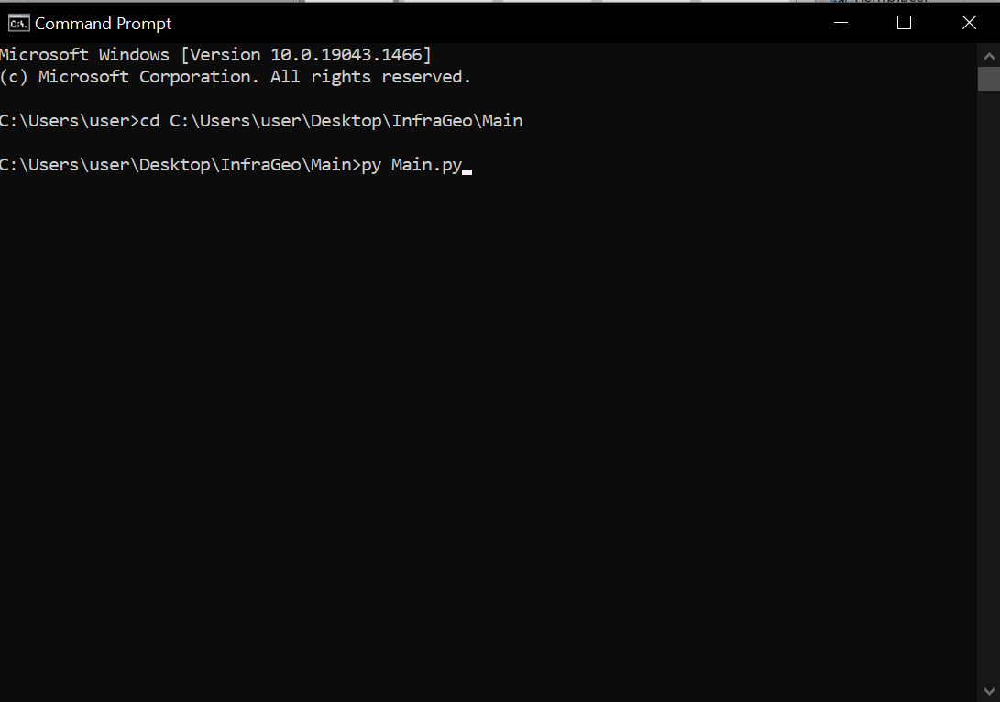 Command Prompt
Microsoft Windows [Version 10.0.19043.1466]
(c) Microsoft Corporation. All rights reserved.
C:\Users\user>cd C:\Users\user\Desktop\InfraGeo\Main
C:\Users\user\Desktop\InfraGeo\Main>py Main.py